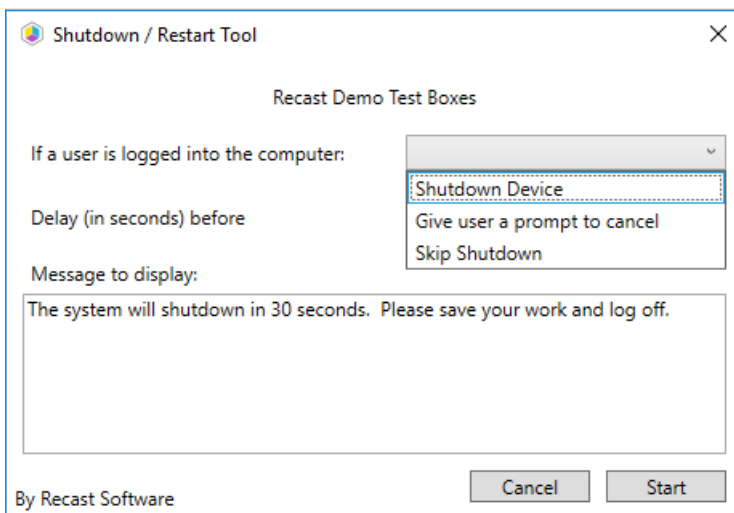 Shutdown / Restart Tool
Recast Demo Test Boxes
If a user is logged into the computer:
Shutdown Device
Delay (in seconds) before
Give user a prompt to cancel
Skip Shutdown
Message to display:
The system will shutdown in 30 seconds.  Please save your work and log off.
Cancel
Start
By Recast Software